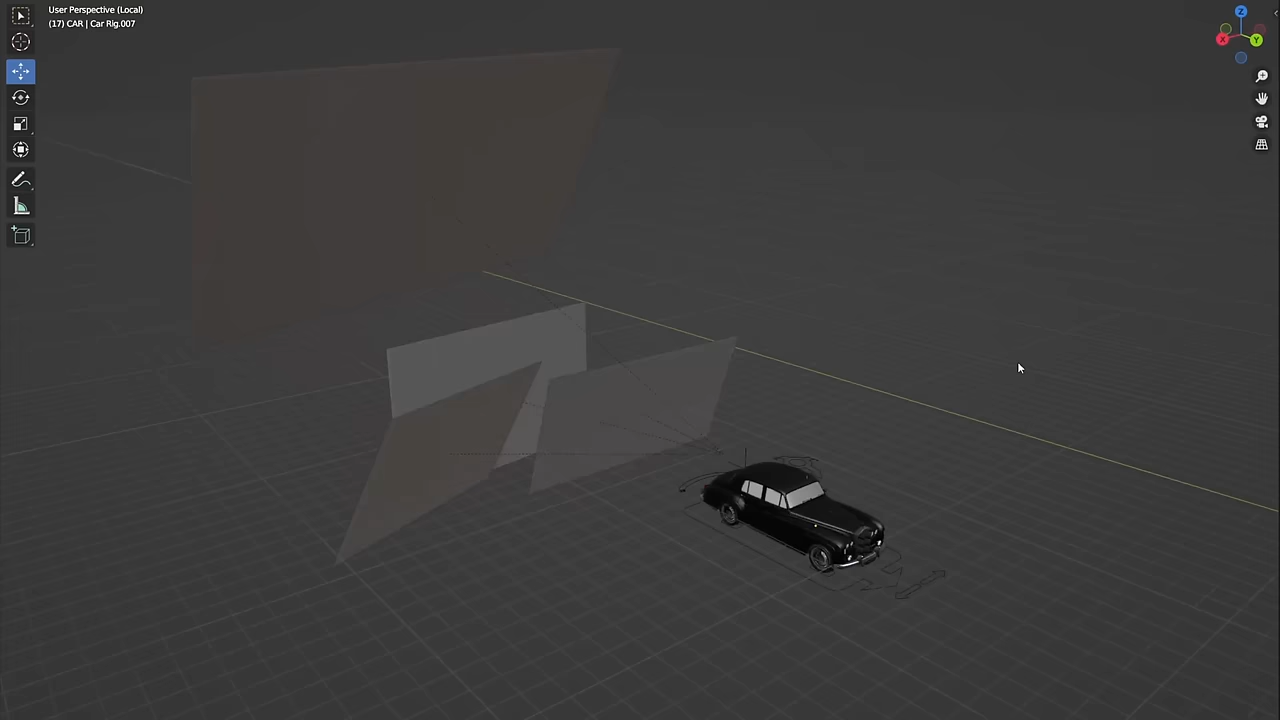 User Perspective (Local)
(17) CAR | Car Rig.007
Z
X
Y